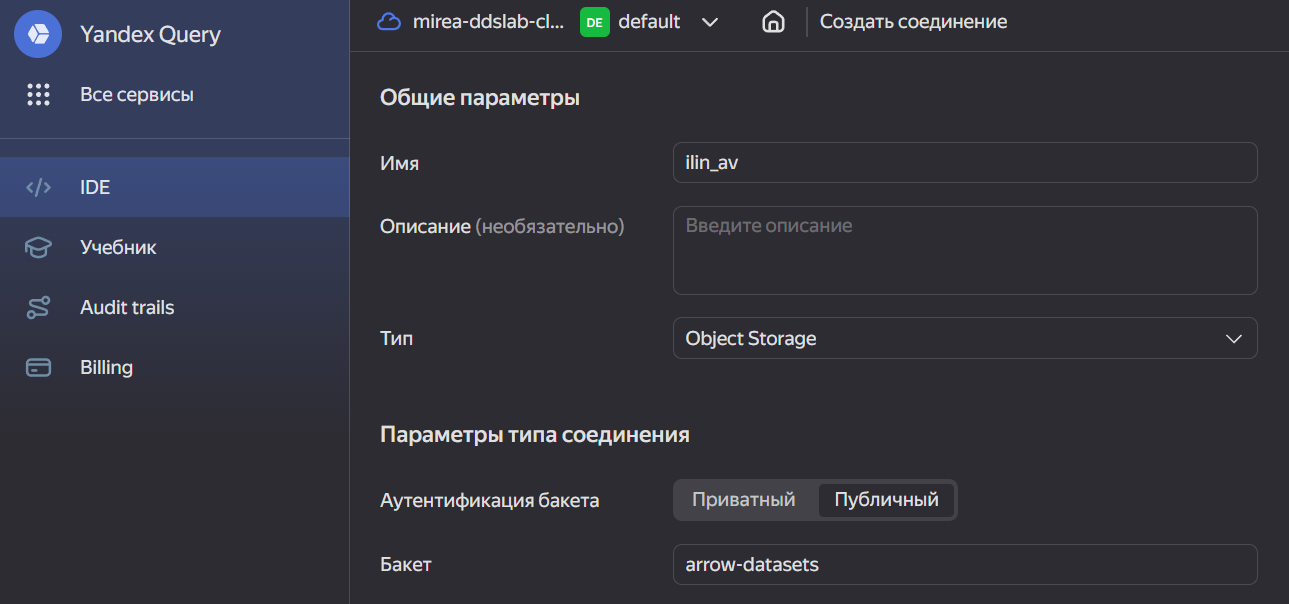 Yandex Query
Все сервисы
IDE
Учебник
Audit trails
Billing
mirea-ddslab-cl... DE default Создать соединение
Общие параметры
Имя ilin_av
Описание (необязательно) Введите описание
Тип Object Storage
Параметры типа соединения
Аутентификация бакета Приватный Публичный
Бакет arrow-datasets